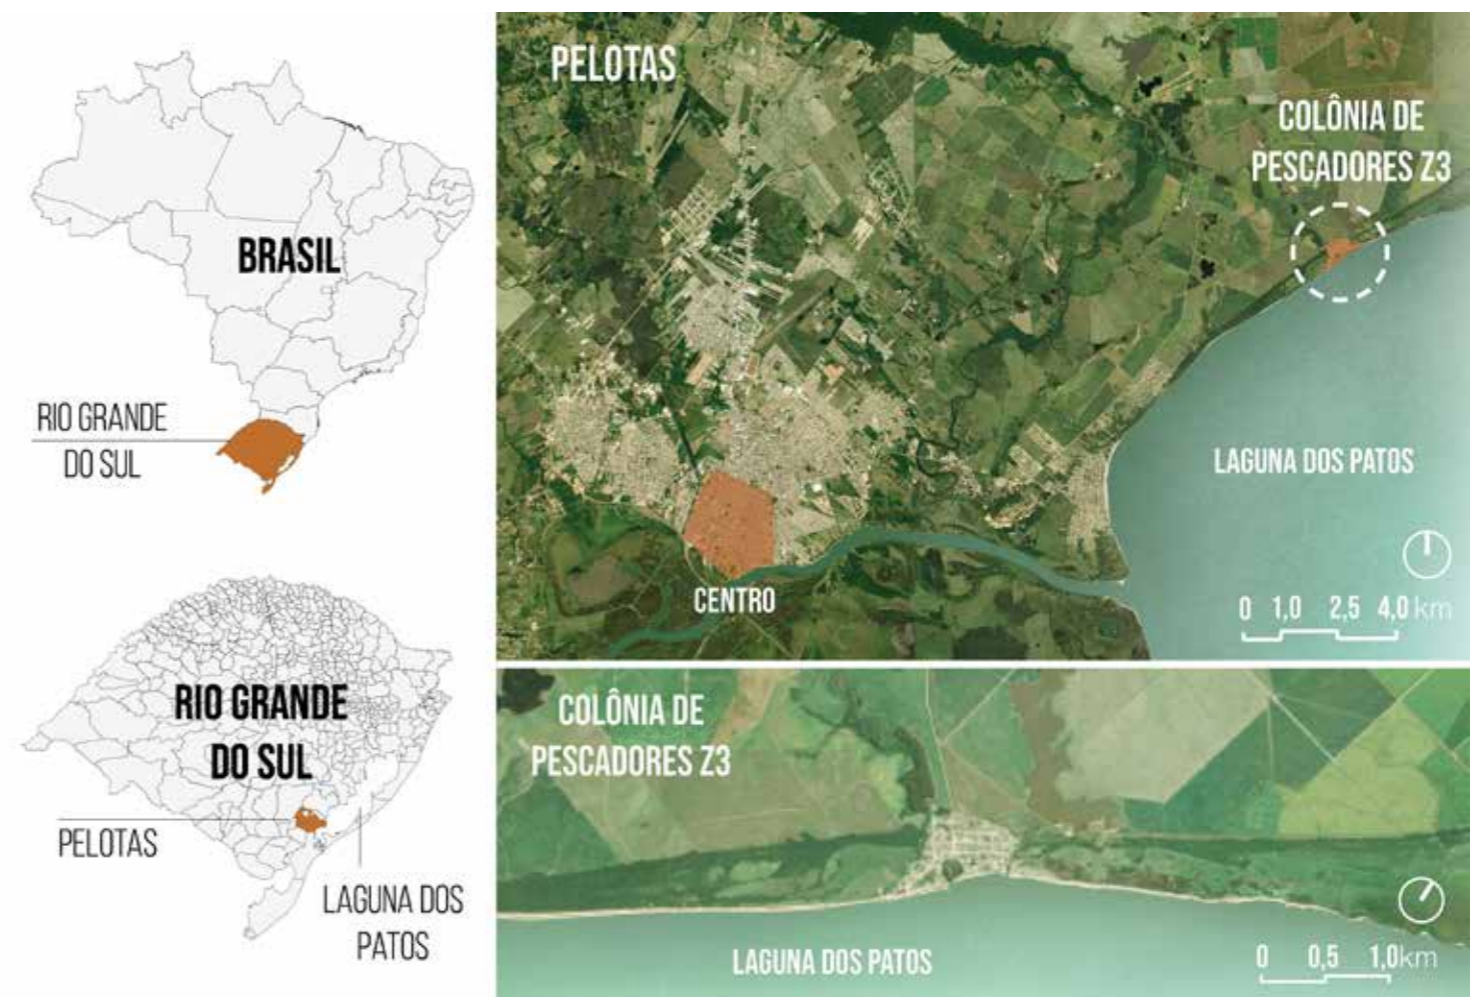 BRASIL
RIO GRANDE
DO SUL
RIO GRANDE
DO SUL
PELOTAS
LAGUNA DOS
PATOS
PELOTAS
COLÔNIA DE
PESCADORES Z3
LAGUNA DOS PATOS
CENTRO
0 1,0 2,5 4,0 km
COLÔNIA DE
PESCADORES Z3
LAGUNA DOS PATOS
0 0,5 1,0km